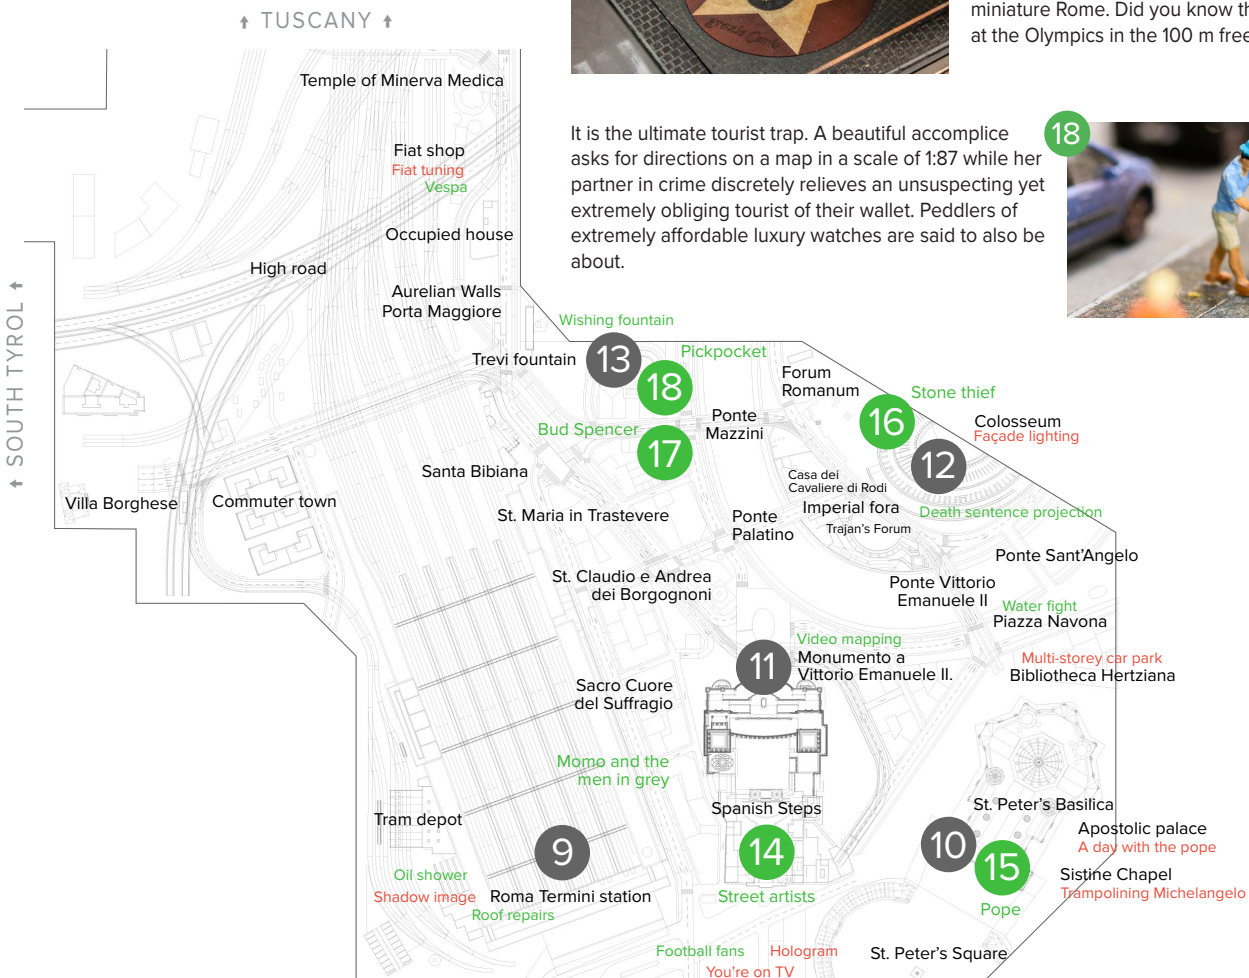 TUSCANY
miniature Rome. Did you know th
at the Olympics in the 100 m free
Temple of Minerva Medica
It is the ultimate tourist trap. A beautiful accomplice
asks for directions on a map in a scale of 1:87 while her
partner in crime discretely relieves an unsuspecting yet
extremely obliging tourist of their wallet. Peddlers of
extremely affordable luxury watches are said to also be
about.
18
Fiat shop
Fiat tuning
Vespa
Occupied house
High road
Aurelian Walls
Porta Maggiore
SOUTH TYROL
Wishing fountain
Trevi fountain
13
Pickpocket
18
Forum
Romanum
Stone thief
16
Colosseum
Façade lighting
12
Ponte
Mazzini
Bud Spencer
17
Santa Bibiana
Casa dei
Cavaliere di Rodi
Imperial fora
Trajan's Forum
Death sentence projection
Villa Borghese
Commuter town
St. Maria in Trastevere
Ponte
Palatino
Ponte Sant'Angelo
St. Claudio e Andrea
dei Borgognoni
Ponte Vittorio
Emanuele II
Water fight
Piazza Navona
Video mapping
11
Monumento a
Vittorio Emanuele II.
Multi-storey car park
Bibliotheca Hertziana
Sacro Cuore
del Suffragio
Momo and the
men in grey
Spanish Steps
14
Street artists
St. Peter's Basilica
10
15
Pope
Apostolic palace
A day with the pope
Sistine Chapel
Trampolining Michelangelo
Tram depot
9
Oil shower
Shadow image
Roma Termini station
Roof repairs
Football fans
Hologram
You're on TV
St. Peter's Square